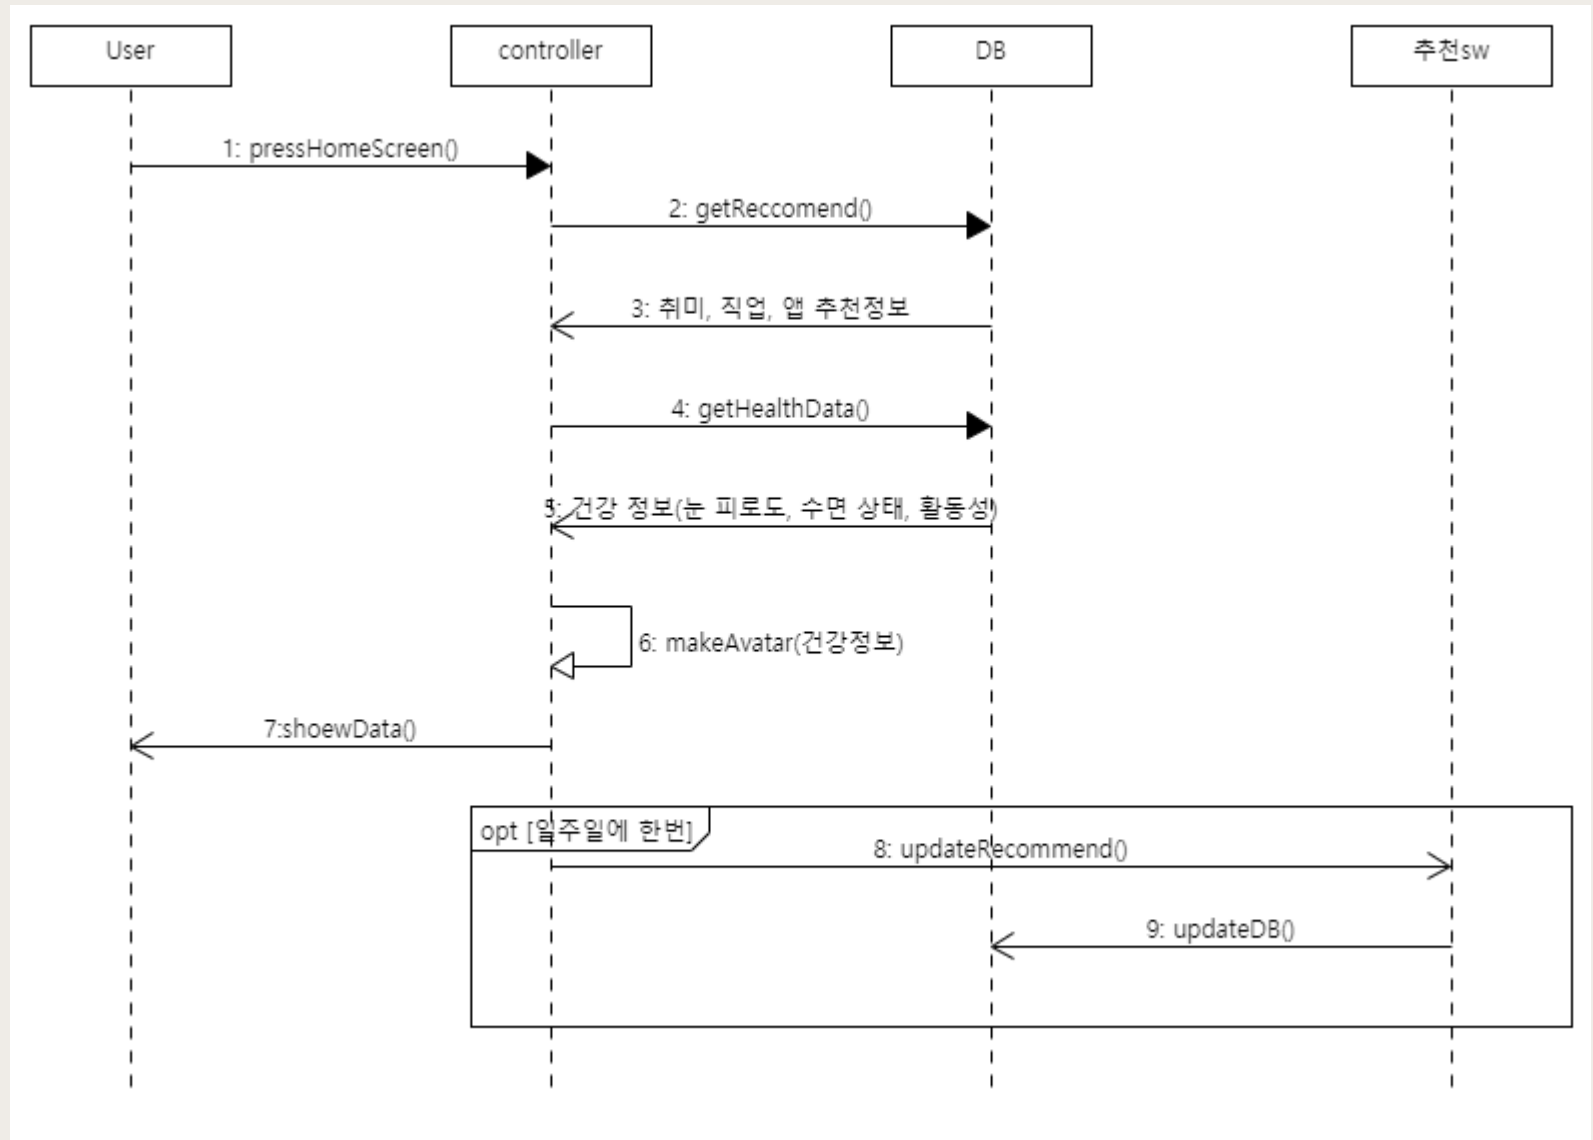 User
controller
DB
추천sw
1: pressHomeScreen()
2: getReccomend()
3: 취미, 직업, 앱 추천정보
4: getHealthData()
5: 건강 정보(눈 피로도, 수면 상태, 활동성)
6: makeAvatar(건강정보)
7:shoewData()
opt [일주일에 한번]
8: updateRecommend()
9: updateDB()